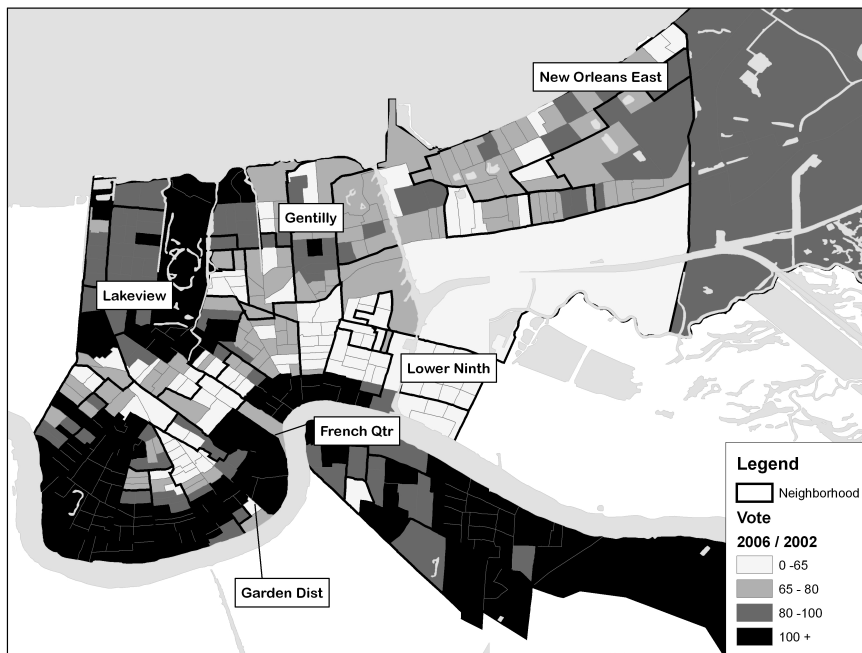 New Orleans East
Gentilly
Lakeview
Lower Ninth
French Qtr
Garden Dist
Legend
Neighborhood
Vote
2006 / 2002
0 -65
65 - 80
80 -100
100 +